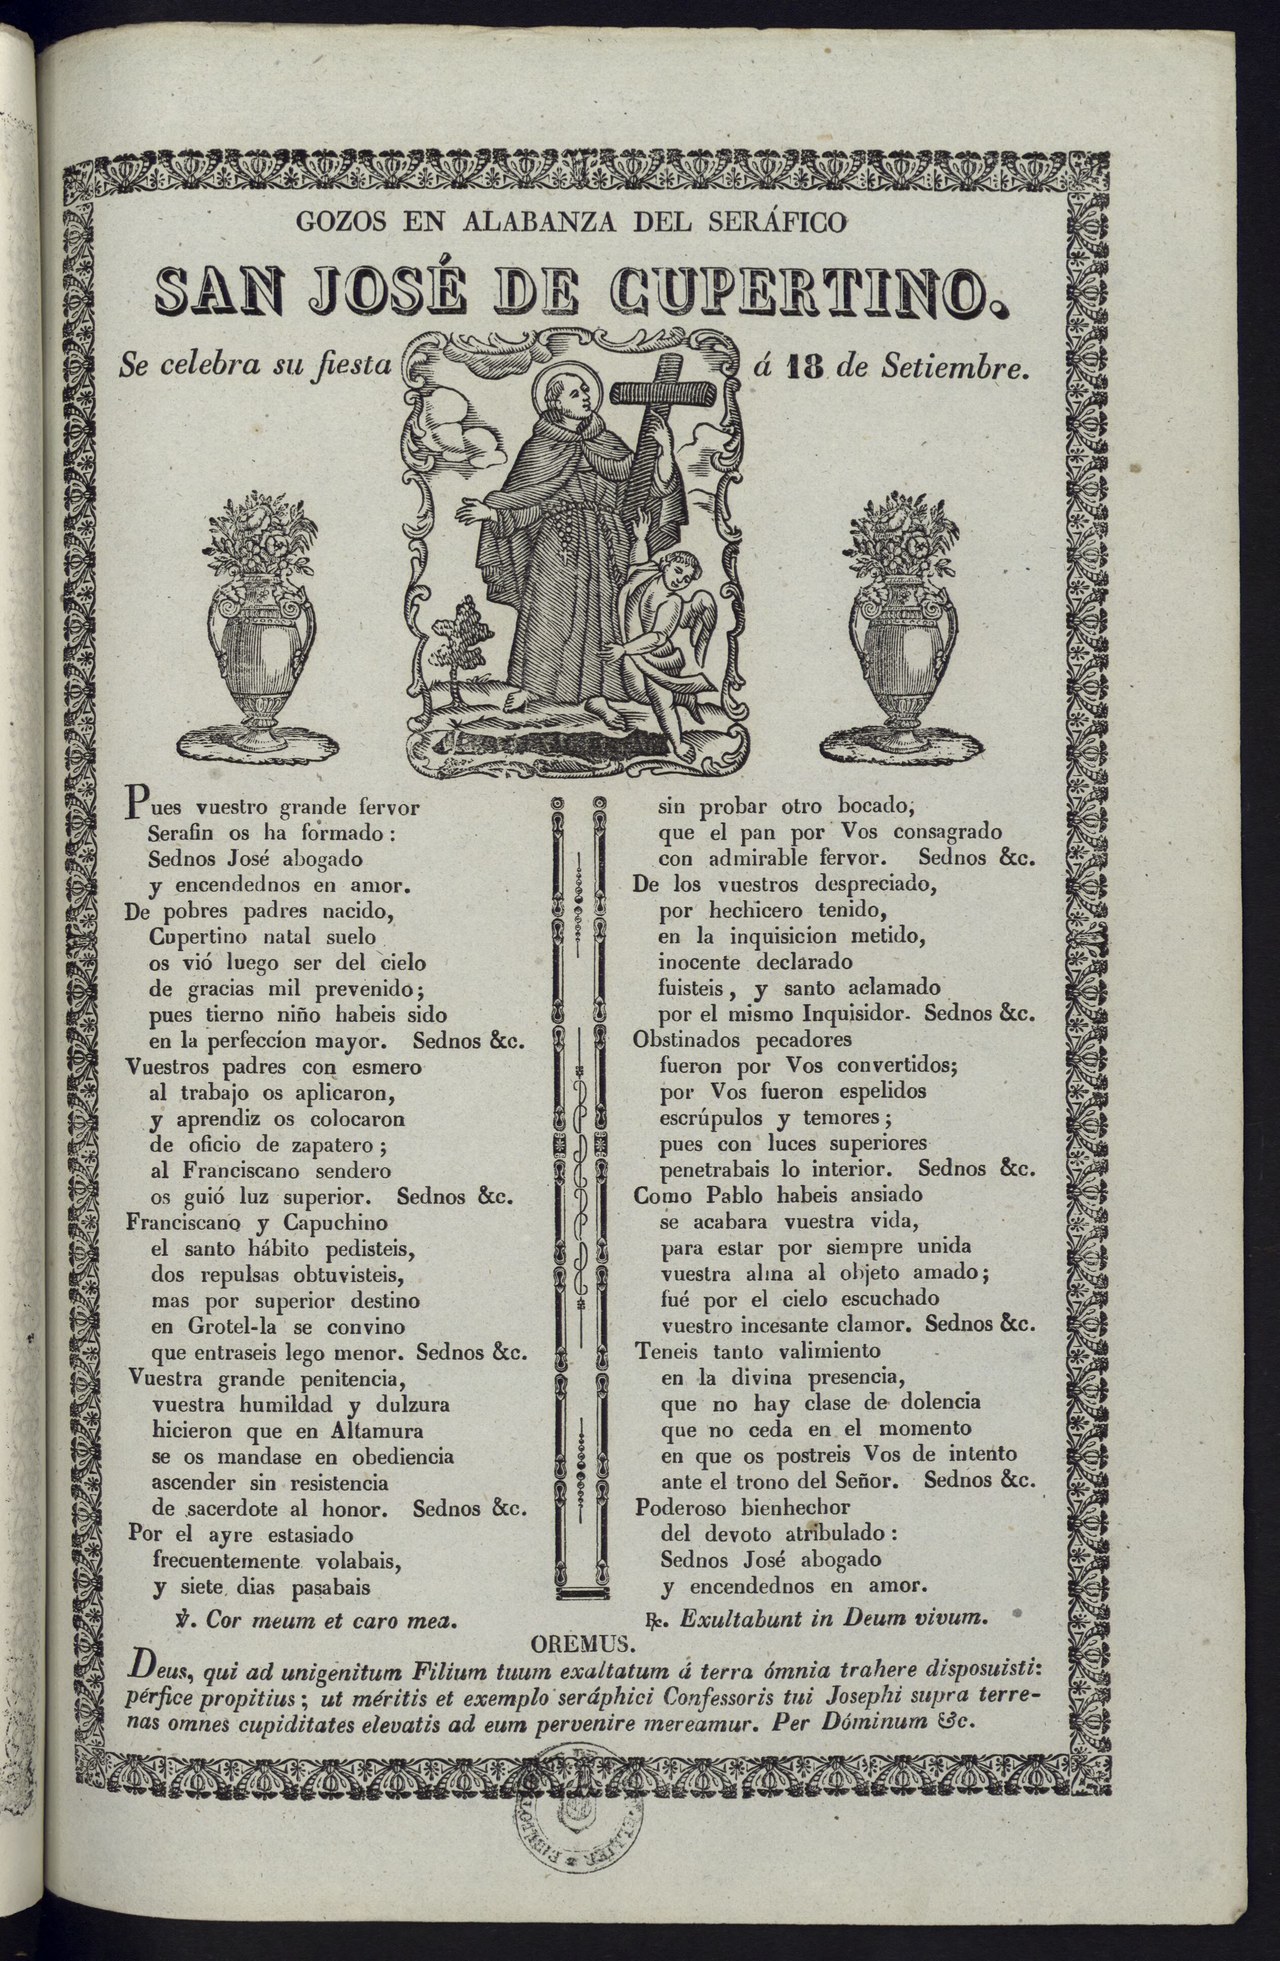 GOZOS EN ALABANZA DEL SERÁFICO
SAN JOSÉ DE CUPERTINO.
Se celebra su fiesta á 18 de Setiembre.
Pues vuestro grande fervor
Serafin os ha formado :
Sednos José abogado
y encendednos en amor.
De pobres padres nacido,
Cupertino natal suelo
os vió luego ser del cielo
de gracias mil prevenido;
pues tierno niño habeis sido
en la perfeccíon mayor. Sednos &c.
Vuestros padres con esmero
al trabajo os aplicaron,
y aprendiz os colocaron
de oficio de zapatero ;
al Franciscano sendero
os guió luz superior. Sednos &c.
Franciscano y Capuchino
el santo hábito pedisteis,
dos repulsas obtuvisteis,
mas por superior destino
en Grotel-la se convino
que entraseis lego menor. Sednos &c.
Vuestra grande penitencia,
vuestra humildad y dulzura
hicieron que en Altamura
se os mandase en obediencia
ascender sin resistencia
de sacerdote al honor. Sednos &c.
Por el ayre estasiado
frecuentemente volabais,
y siete dias pasabais
sin probar otro bocado;
que el pan por Vos consagrado
con admirable fervor. Sednos &c.
De los vuestros despreciado,
por hechicero tenido,
en la inquisicion metido,
inocente declarado
fuisteis, y santo aclamado
por el mismo Inquisidor. Sednos &c.
Obstinados pecadores
fueron por Vos convertidos;
por Vos fueron espelidos
escrúpulos y temores ;
pues con luces superiores
penetrabais lo interior. Sednos &c.
Como Pablo habeis ansiado
se acabara vuestra vida,
para estar por siempre unida
vuestra alma al objeto amado;
fué por el cielo escuchado
vuestro incesante clamor. Sednos &c.
Teneis tanto valimiento
en la divina presencia,
que no hay clase de dolencia
que no ceda en el momento
en que os postreis Vos de intento
ante el trono del Señor. Sednos &c.
Poderoso bienhechor
del devoto atribulado :
Sednos José abogado
y encendednos en amor.
℣. Cor meum et caro mea. ℟. Exultabunt in Deum vivum.
OREMUS.
Deus, qui ad unigenitum Filium tuum exaltatum á terra ómnia trahere disposuisti:
pérfice propitius ; ut méritis et exemplo seráphici Confessoris tui Josephi supra terre-
nas omnes cupiditates elevatis ad eum pervenire mereamur. Per Dóminum &c.